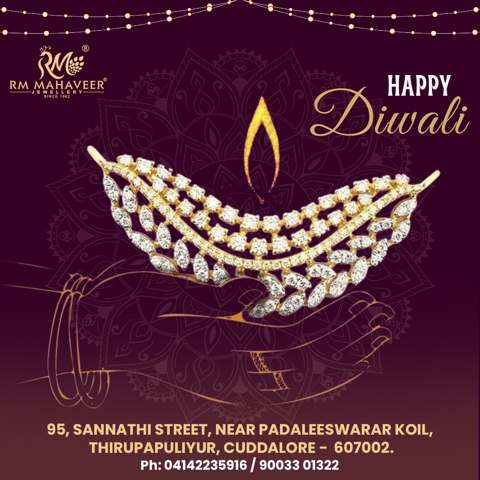 RM®
RM MAHAVEER®
JEWELLERY
SINCE 1962
HAPPY
Diwali
95, SANNATHI STREET, NEAR PADALEESWARAR KOIL,
THIRUPAPULIYUR, CUDDALORE - 607002.
Ph: 04142235916 / 90033 01322